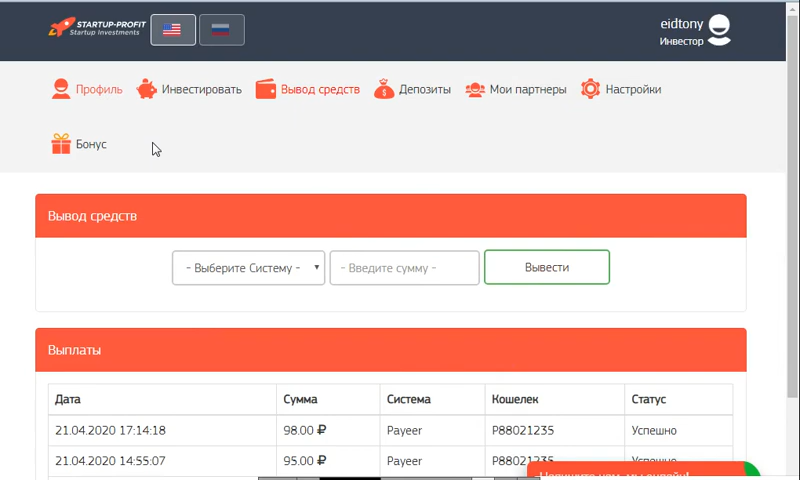 STARTUP-PROFIT
Startup Investments
eidtony
Инвестор
Профиль Инвестировать Вывод средств Депозиты Мои партнеры Настройки
Бонус
Вывод средств
- Выберите Систему - - Введите сумму - Вывести
Выплаты
Дата Сумма Система Кошелек Статус
21.04.2020 17:14:18 98.00 ₽ Payeer P88021235 Успешно
21.04.2020 14:55:07 95.00 ₽ Payeer P88021235 Успешно